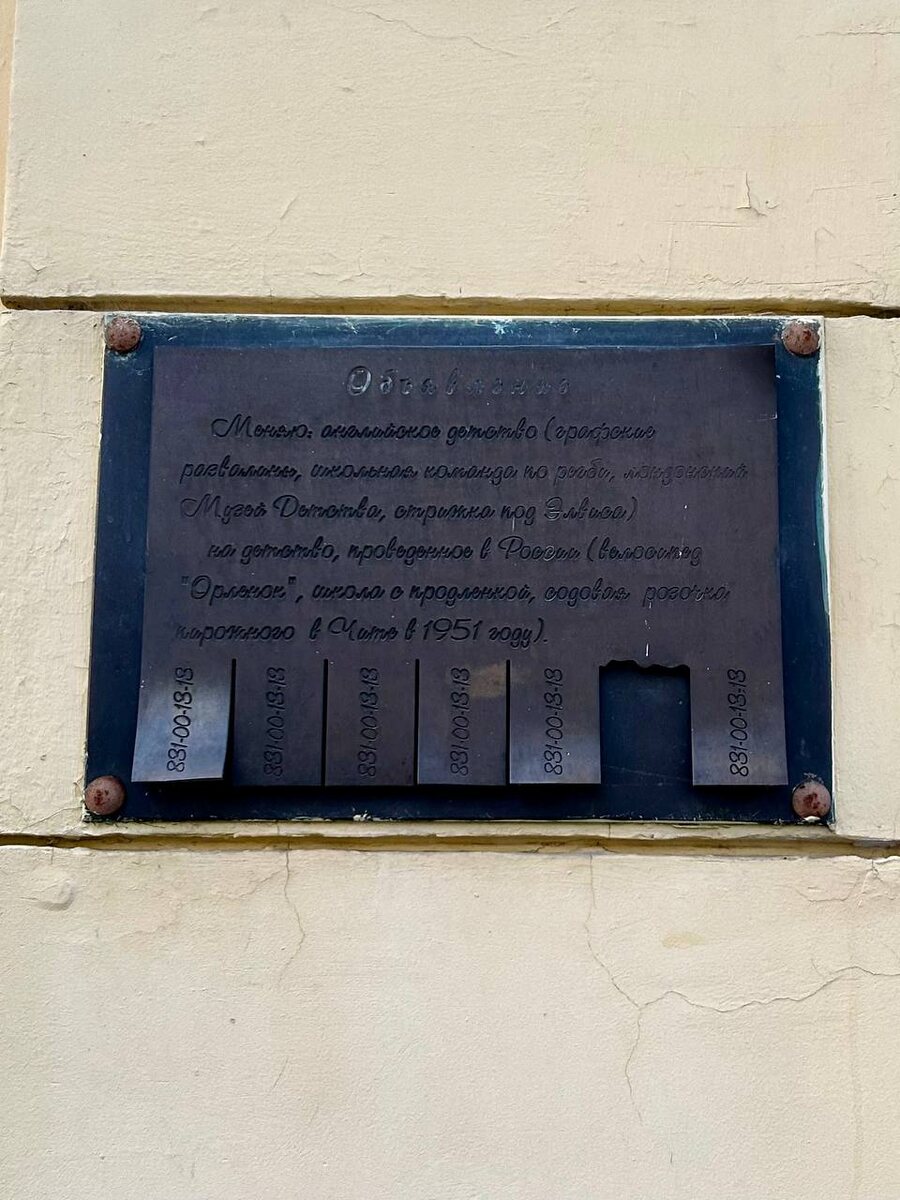 Объявление
Меняю: английское детство (графские
развалины, школьная команда по регби, лондонский
Музей Детства, стрижка под Элвиса)
на детство, проведенное в России (велосипед
"Орленок", школа с продленкой, содовая розочка
пирожного в Чите в 1951 году).
831-00-13-13
831-00-13-13
831-00-13-13
831-00-13-13
831-00-13-13
831-00-13-13